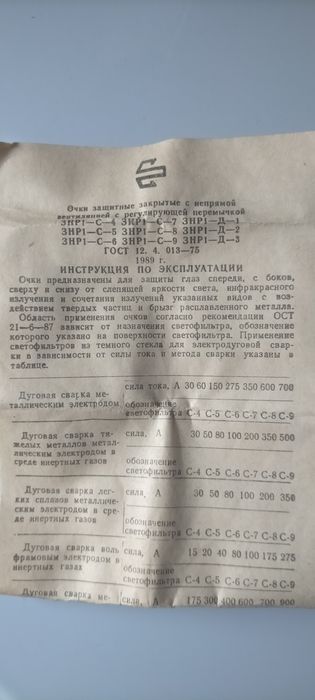 Очки защитные закрытые с непрямой
вентиляцией с регулирующей перемычкой
ЗНР1—С—4 ЗНР1—С—7 ЗНР1—Д—1
ЗНР1—С—5 ЗНР1—С—8 ЗНР1—Д—2
ЗНР1—С—6 ЗНР1—С—9 ЗНР1—Д—3
ГОСТ 12. 4. 013—75
1989 г.
ИНСТРУКЦИЯ ПО ЭКСПЛУАТАЦИИ
Очки предназначены для защиты глаз спереди, с боков,
сверху и снизу от слепящей яркости света, инфракрасного
излучения и сочетания излучений указанных видов с воз-
действием твердых частиц и брызг расплавленного металла.
Область применения очков согласно рекомендации ОСТ
21—6—87 зависит от назначения светофильтра, обозначение
которого указано на поверхности светофильтра. Применение
светофильтров из темного стекла для электродуговой свар-
ки в зависимости от силы тока и метода сварки указаны в
таблице.
Дуговая сварка ме-
таллическим электродом
сила тока, А 30 60 150 275 350 600 700
обозначение
светофильтра С-4 С-5 С-6 С-7 С-8 С-9
Дуговая сварка тя-
желых металлов метал-
лическим электродом в
среде инертных газов
сила, А 30 50 80 100 200 350 500
обозначение
светофильтра С-4 С-5 С-6 С-7 С-8 С-9
Дуговая сварка лег-
ких сплавов металличе-
ским электродом в сре-
де инертных газов
сила, А 30 50 80 100 200 350
обозначение
светофильтра С-4 С-5 С-6 С-7 С-8 С-9
Дуговая сварка воль
фрамовым электродом в
инертных газах
сила, А 15 20 40 80 100 175 275
обозначение
светофильтра С-4 С-5 С-6 С-7 С-8 С-9
Дуговая сварка ме-
сила, А 175 300 400 600 700 900